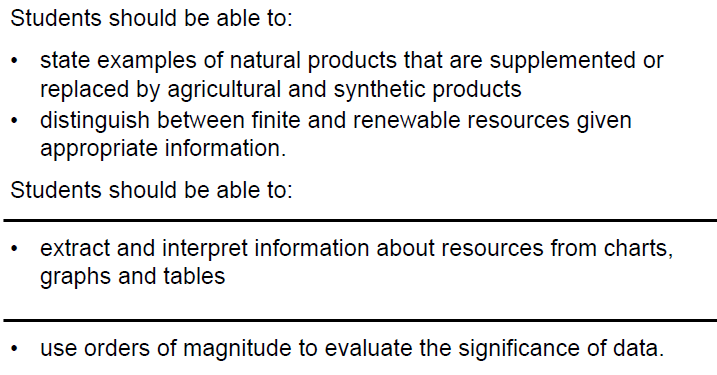 Students should be able to:
• state examples of natural products that are supplemented or
replaced by agricultural and synthetic products
• distinguish between finite and renewable resources given
appropriate information.
Students should be able to:
• extract and interpret information about resources from charts,
graphs and tables
• use orders of magnitude to evaluate the significance of data.